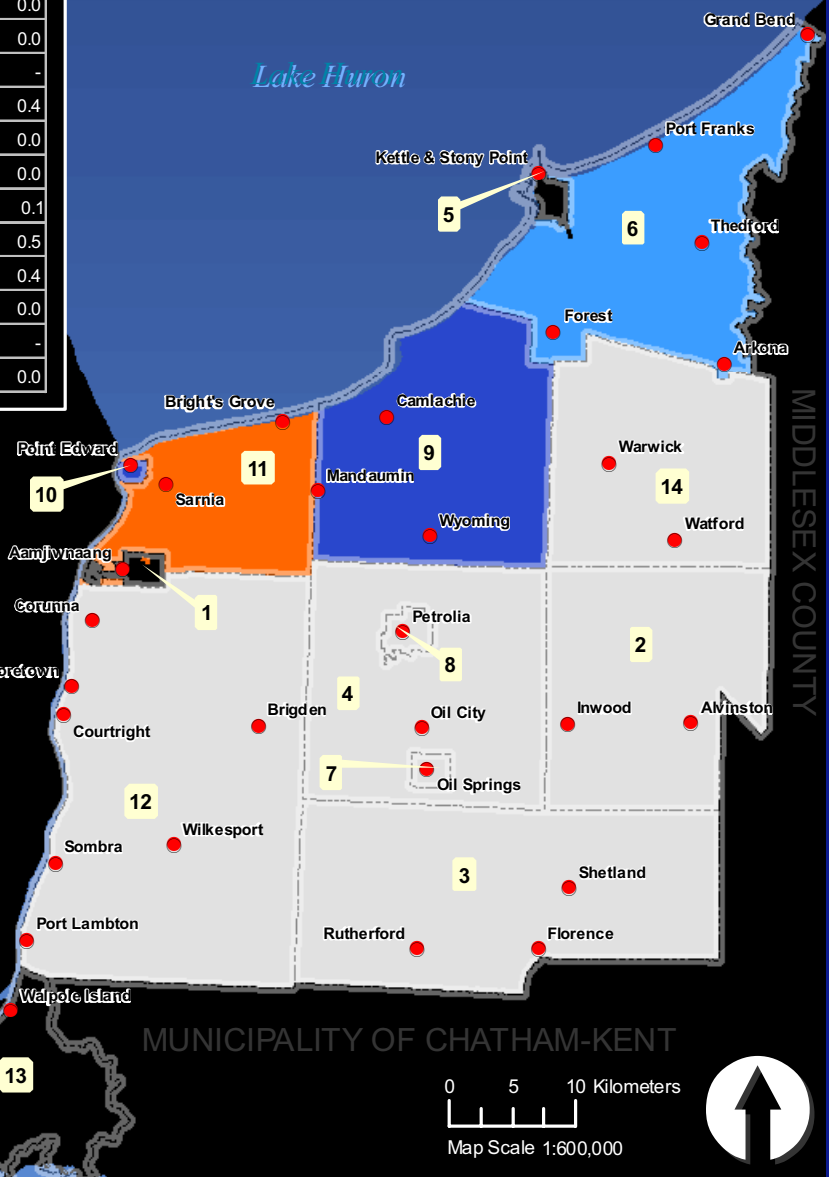 0.0
0.0
-
0.4
0.0
0.0
0.1
0.5
0.4
0.0
-
0.0
Grand Bend
Lake Huron
Port Franks
Kettle & Stony Point
5
6
Thedford
Forest
Arkona
Bright's Grove
Camlachie
Point Edward
9
Warwick
11
10
Mandaumin
14
Sarnia
Wyoming
Watford
MIDDLESEX COUNTY
Aamjiwnaang
Corunna
1
Petrolia
2
8
oretown
4
Brigden
Oil City
Inwood
Alvinston
Courtright
7
Oil Springs
12
Wilkesport
Sombra
3
Shetland
Port Lambton
Rutherford
Florence
Walpole Island
MUNICIPALITY OF CHATHAM-KENT
13
0 5 10 Kilometers
Map Scale 1:600,000